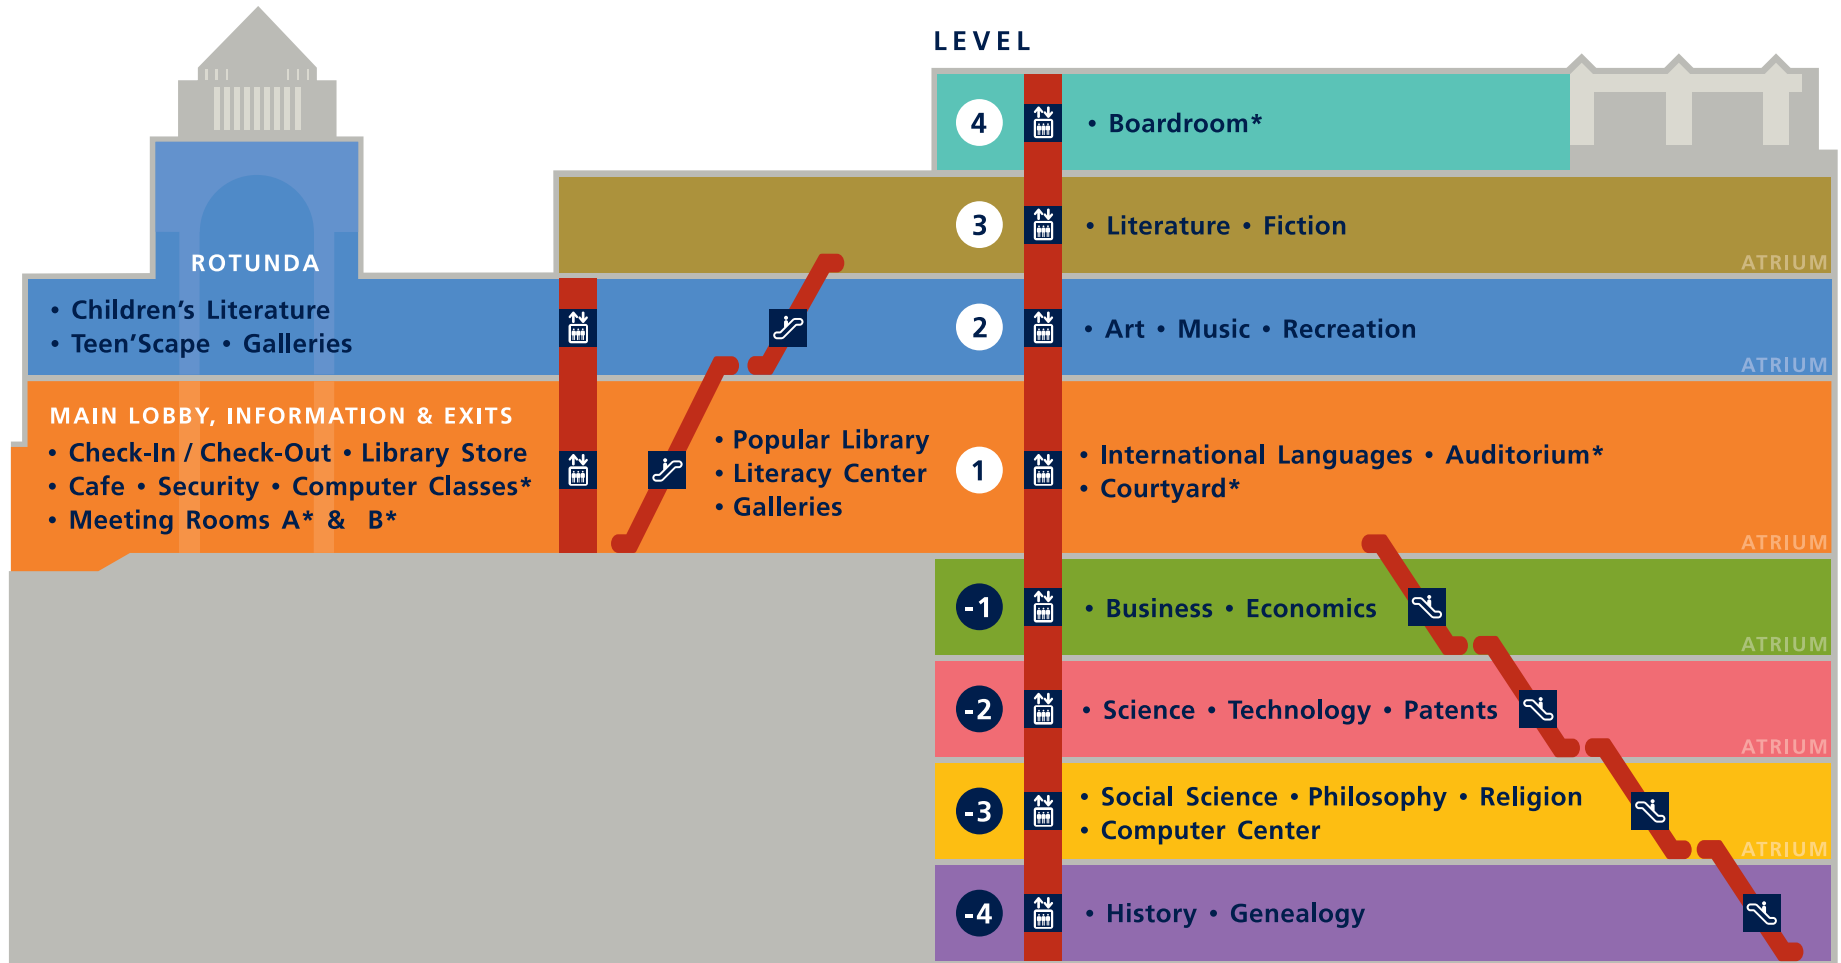 LEVEL
4
• Boardroom*
3
• Literature • Fiction
ATRIUM
ROTUNDA
• Children’s Literature
• Teen’Scape • Galleries
2
• Art • Music • Recreation
ATRIUM
MAIN LOBBY, INFORMATION & EXITS
• Check-In / Check-Out • Library Store
• Cafe • Security • Computer Classes*
• Meeting Rooms A* & B*
• Popular Library
• Literacy Center
• Galleries
1
• International Languages • Auditorium*
• Courtyard*
ATRIUM
-1
• Business • Economics
ATRIUM
-2
• Science • Technology • Patents
ATRIUM
-3
• Social Science • Philosophy • Religion
• Computer Center
ATRIUM
-4
• History • Genealogy